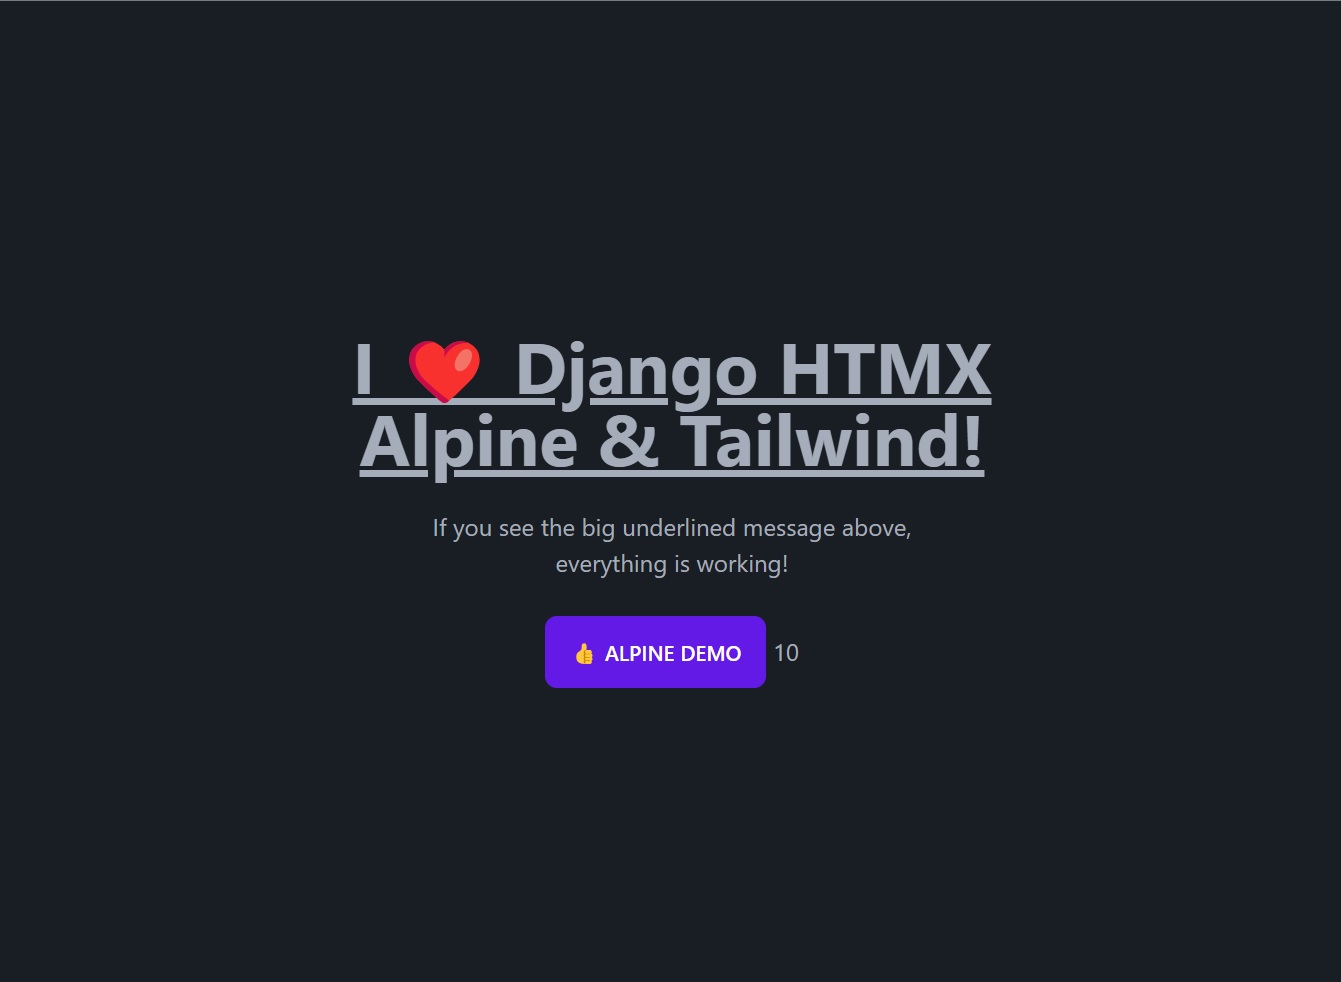 I ❤️ Django HTMX
Alpine & Tailwind!
If you see the big underlined message above,
everything is working!
👍 ALPINE DEMO 10